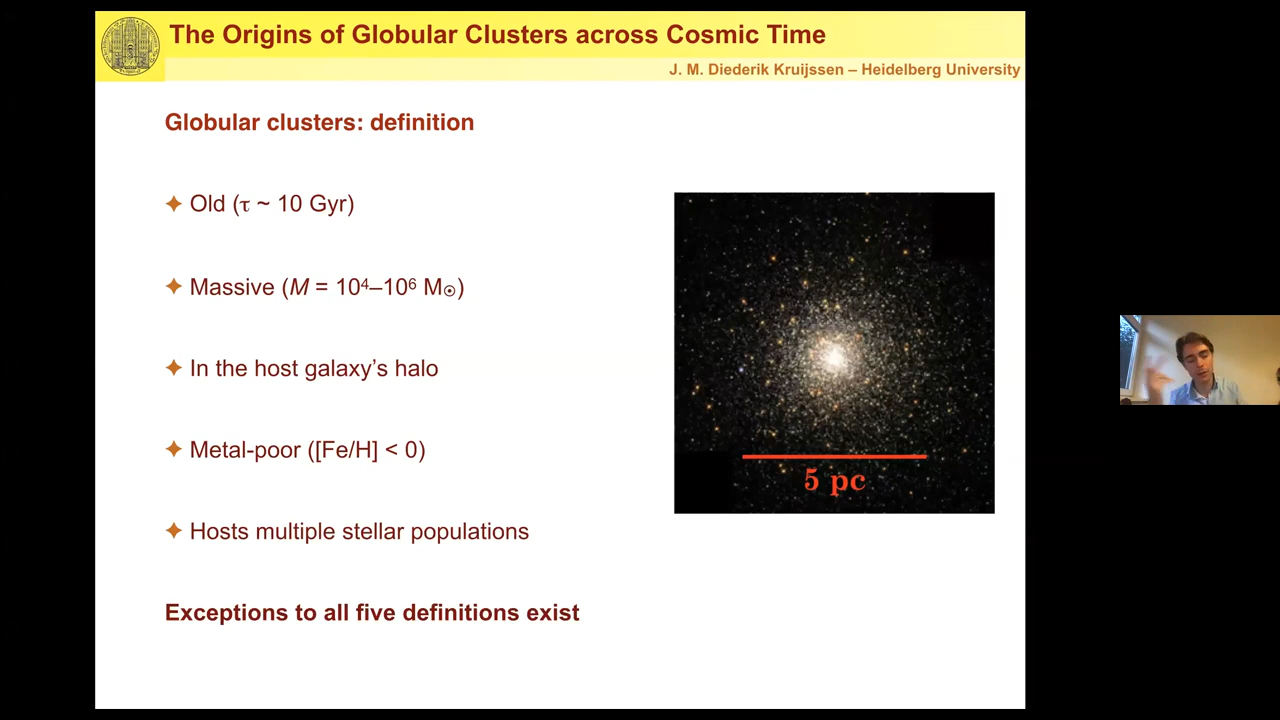 The Origins of Globular Clusters across Cosmic Time
J. M. Diederik Kruijssen – Heidelberg University
Globular clusters: definition
✦ Old (τ ~ 10 Gyr)
✦ Massive (M = 10⁴–10⁶ M☉)
✦ In the host galaxy’s halo
✦ Metal-poor ([Fe/H] < 0)
✦ Hosts multiple stellar populations
5 pc
Exceptions to all five definitions exist